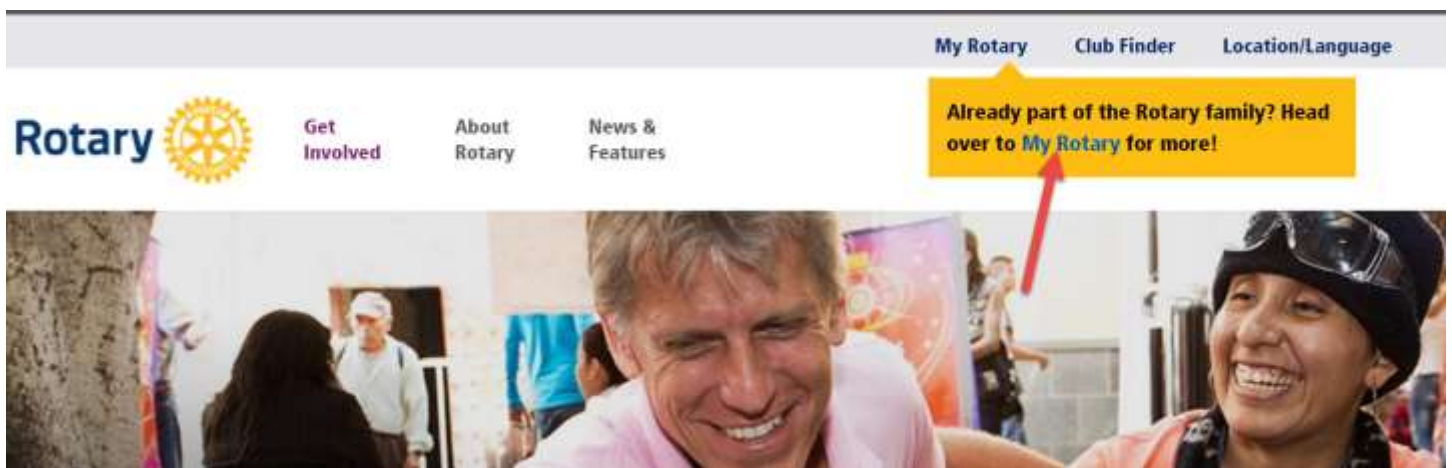 My Rotary Club Finder Location/Language
Already part of the Rotary family? Head
over to My Rotary for more!
Rotary
Get
Involved
About
Rotary
News &
Features